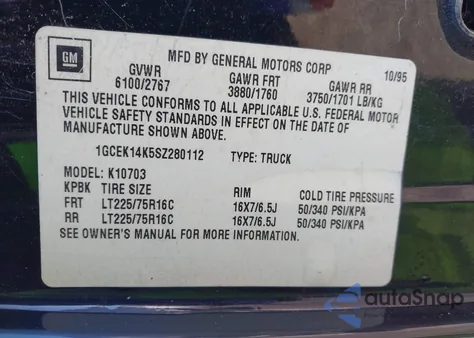 GM
MFD BY GENERAL MOTORS CORP 10/95
GVWR GAWR FRT GAWR RR
6100/2767 3880/1760 3750/1701 LB/KG
THIS VEHICLE CONFORMS TO ALL APPLICABLE U.S. FEDERAL MOTOR
VEHICLE SAFETY STANDARDS IN EFFECT ON THE DATE OF
MANUFACTURE SHOWN ABOVE.
1GCEK14K5SZ280112 TYPE: TRUCK
MODEL: K10703
KPBK TIRE SIZE RIM COLD TIRE PRESSURE
FRT LT225/75R16C 16X7/6.5J 50/340 PSI/KPA
RR LT225/75R16C 16X7/6.5J 50/340 PSI/KPA
SEE OWNER'S MANUAL FOR MORE INFORMATION.
autoSnap